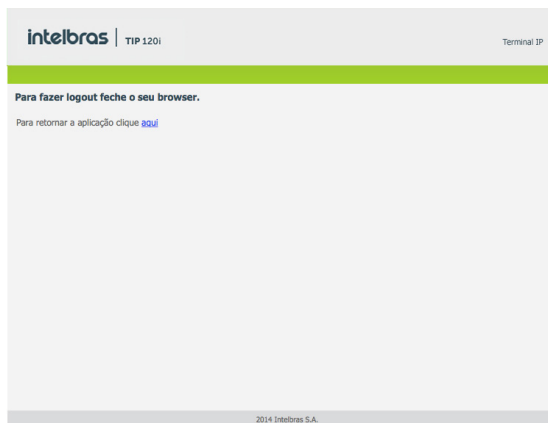 intelbras | TIP 120i
Terminal IP
Para fazer logout feche o seu browser.
Para retornar a aplicação clique aqui
2014 Intelbras S.A.